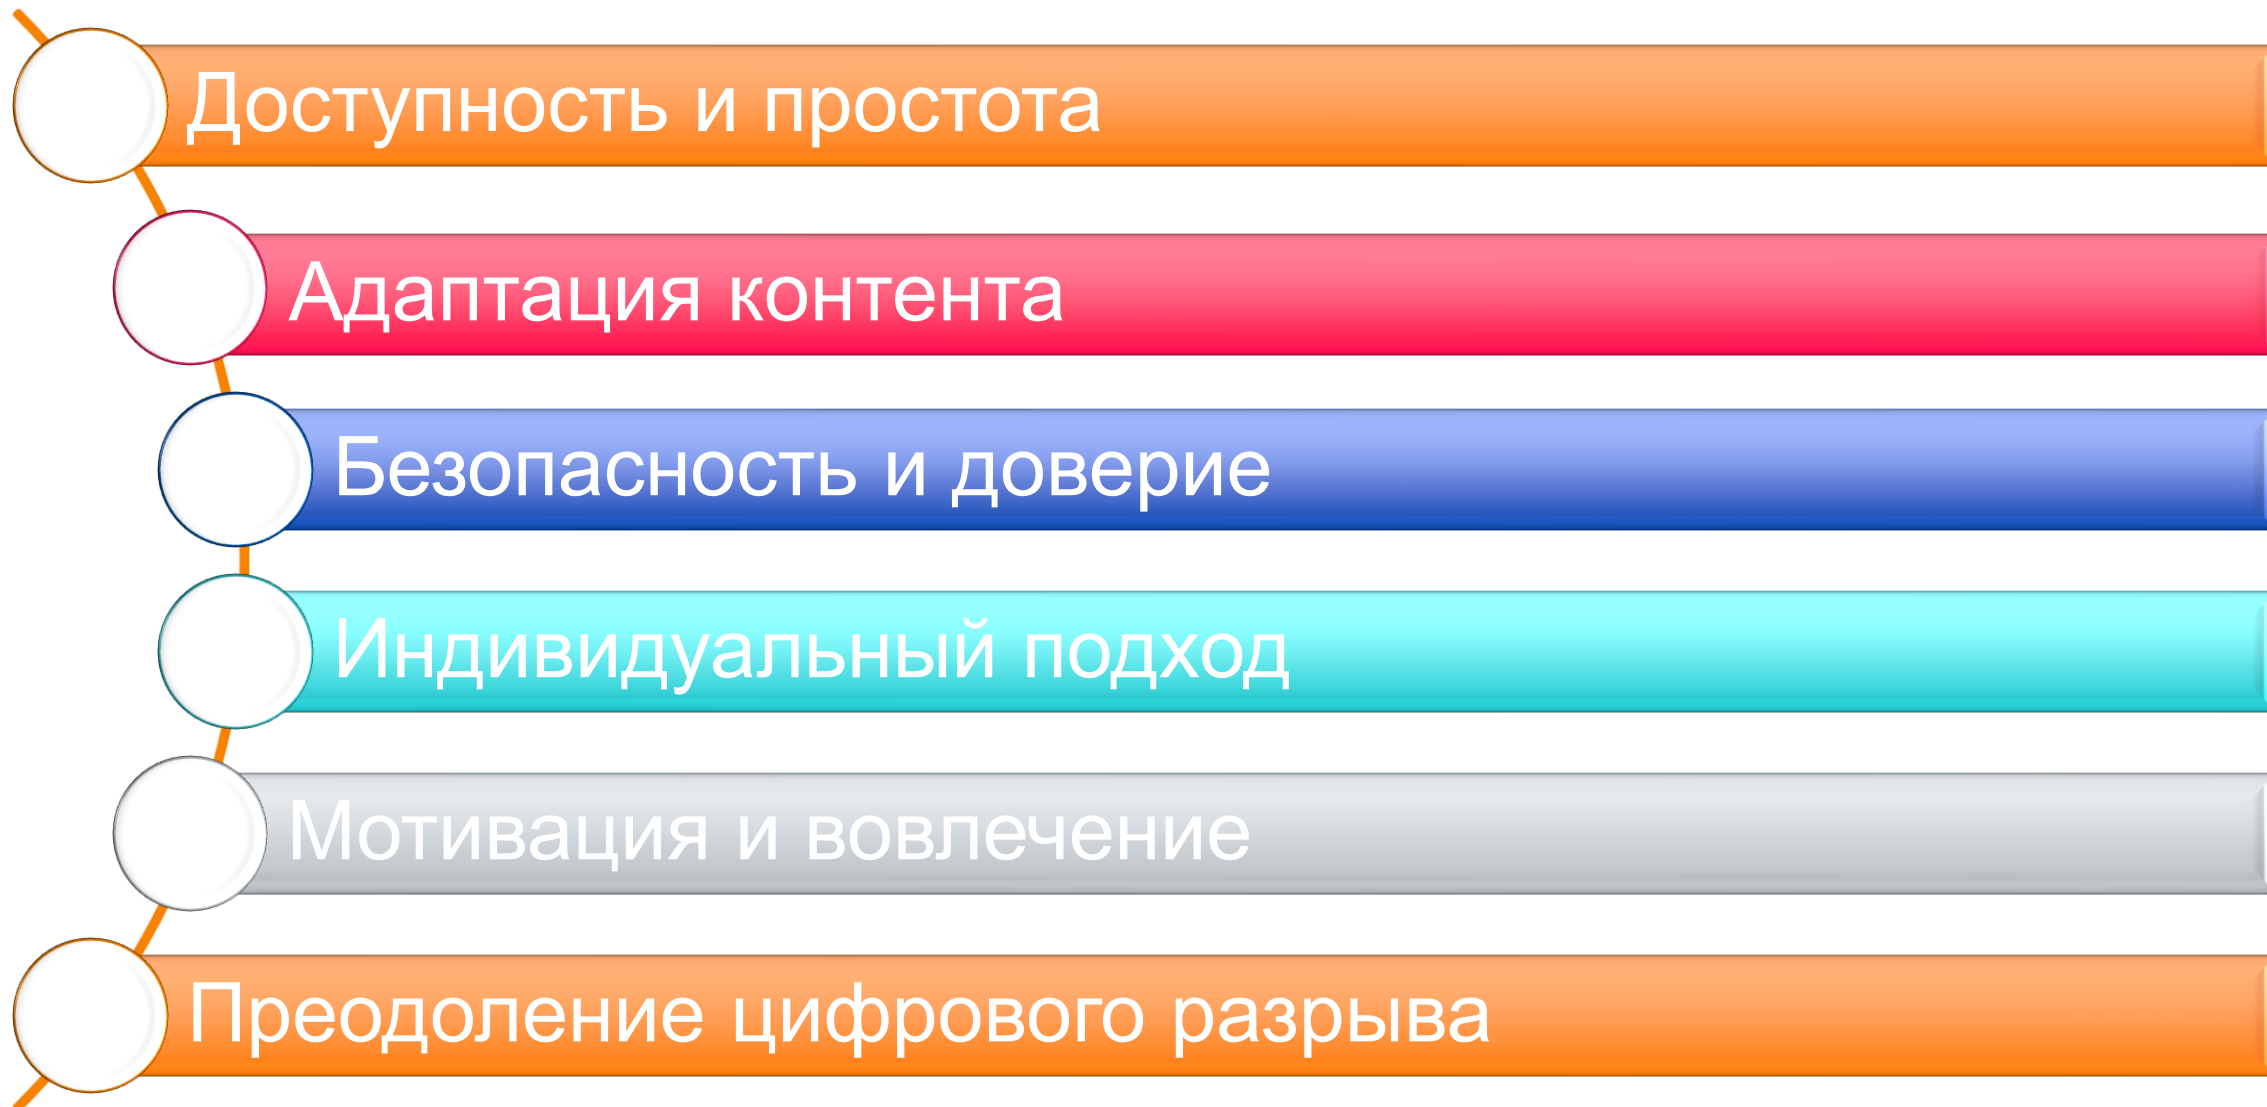 Доступность и простота
Адаптация контента
Безопасность и доверие
Индивидуальный подход
Мотивация и вовлечение
Преодоление цифрового разрыва